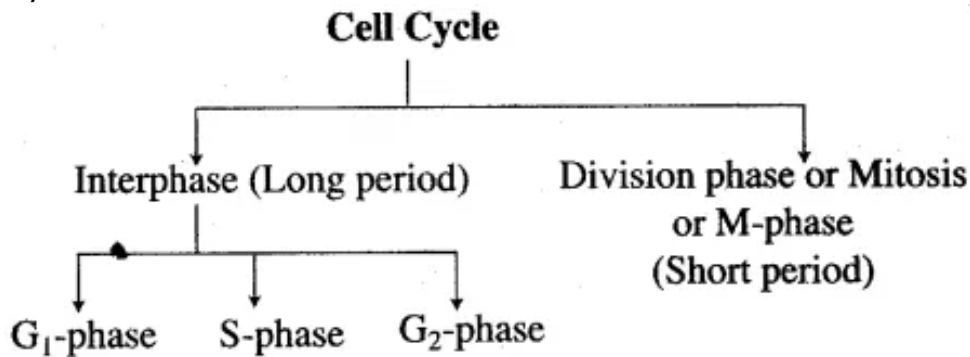 Cell Cycle
Interphase (Long period)
Division phase or Mitosis
or M-phase
(Short period)
G₁-phase
S-phase
G₂-phase